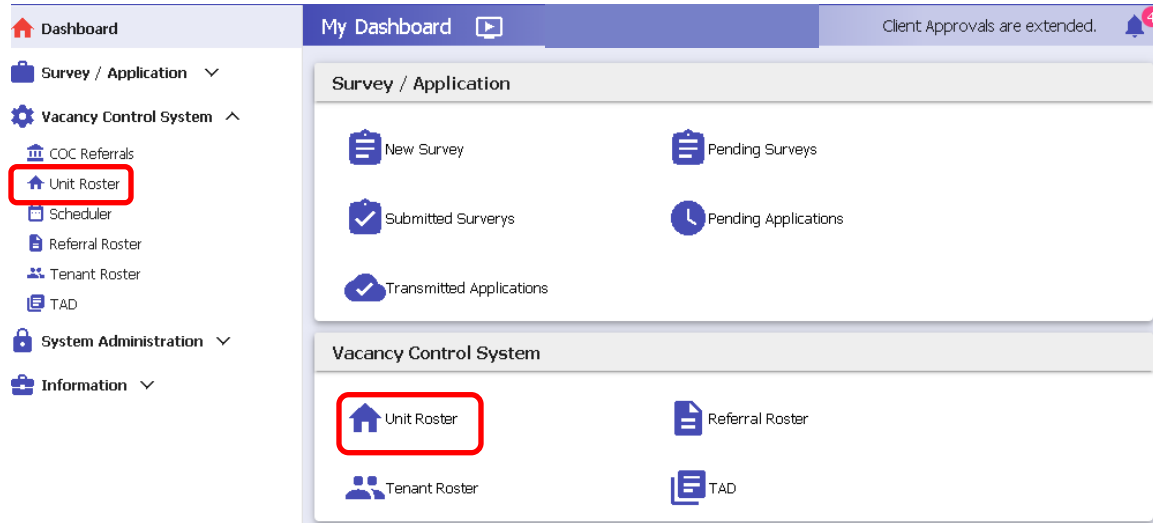 Dashboard
Survey / Application
Vacancy Control System
COC Referrals
Unit Roster
Scheduler
Referral Roster
Tenant Roster
TAD
System Administration
Information
My Dashboard
Client Approvals are extended.
4
Survey / Application
New Survey
Pending Surveys
Submitted Surverys
Pending Applications
Transmitted Applications
Vacancy Control System
Unit Roster
Referral Roster
Tenant Roster
TAD